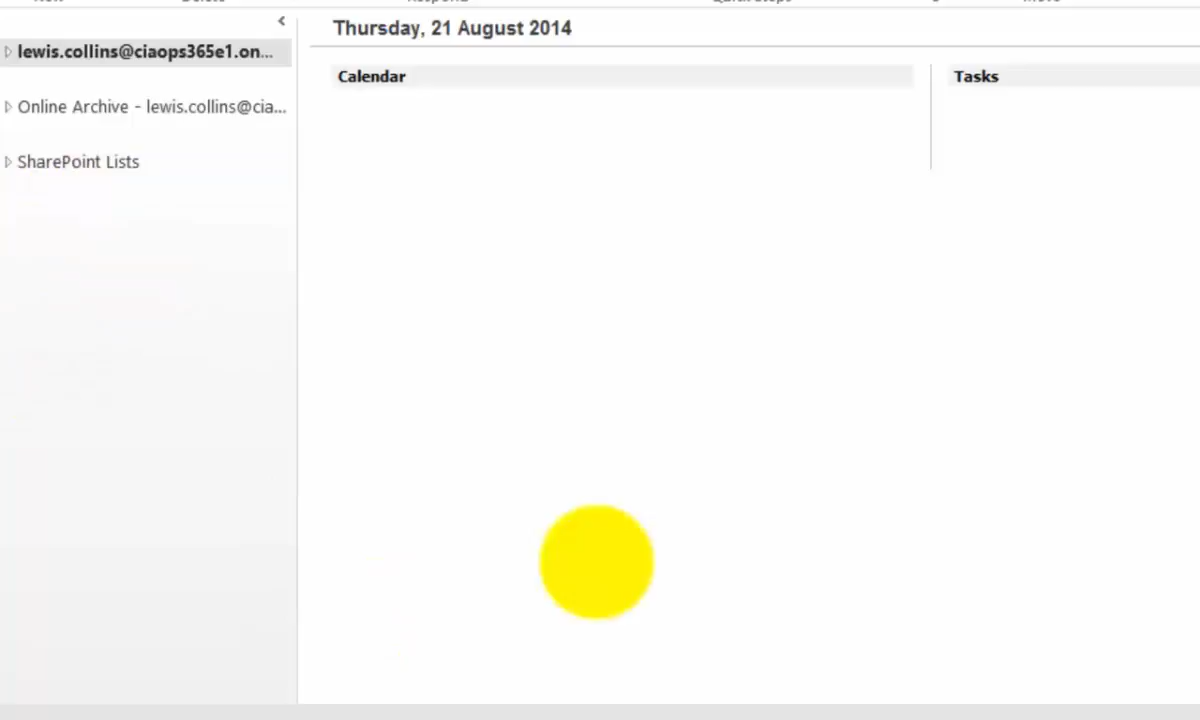 Thursday, 21 August 2014
lewis.collins@ciaops365e1.on...
Calendar
Tasks
Online Archive - lewis.collins@cia...
SharePoint Lists